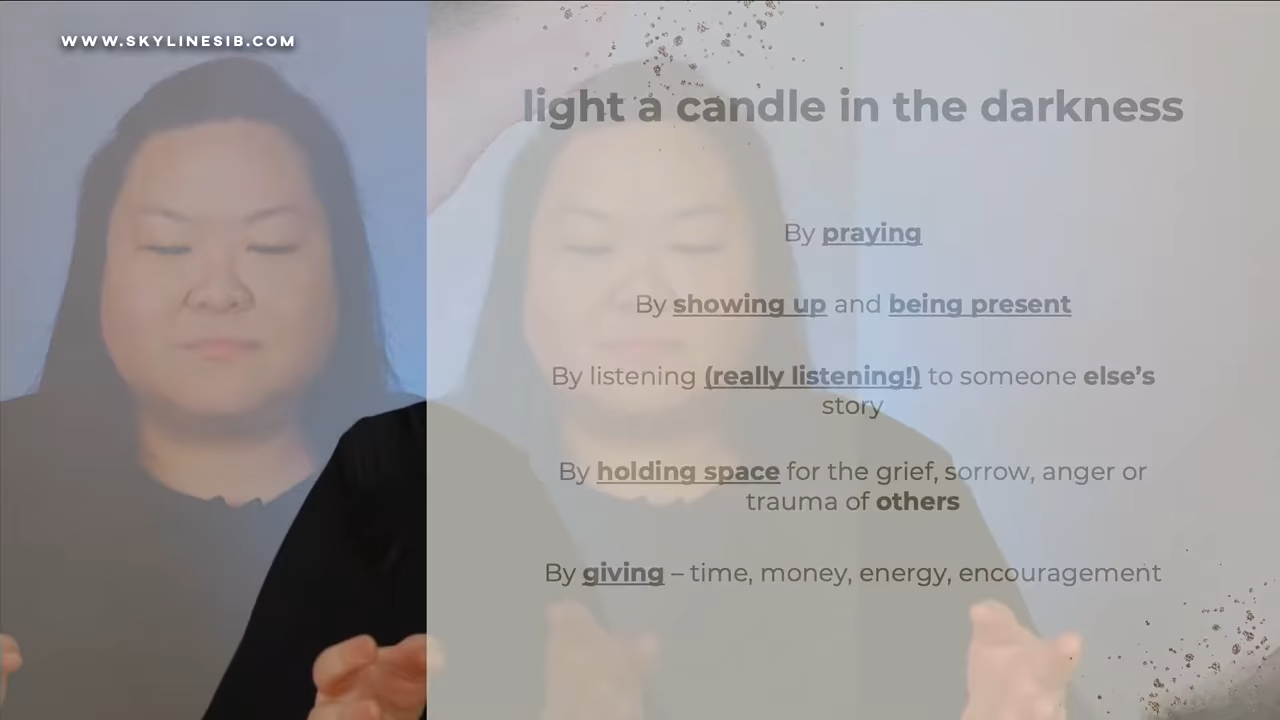 WWW.SKYLINESIB.COM
light a candle in the darkness
By praying
By showing up and being present
By listening (really listening!) to someone else’s
story
By holding space for the grief, sorrow, anger or
trauma of others
By giving – time, money, energy, encouragement